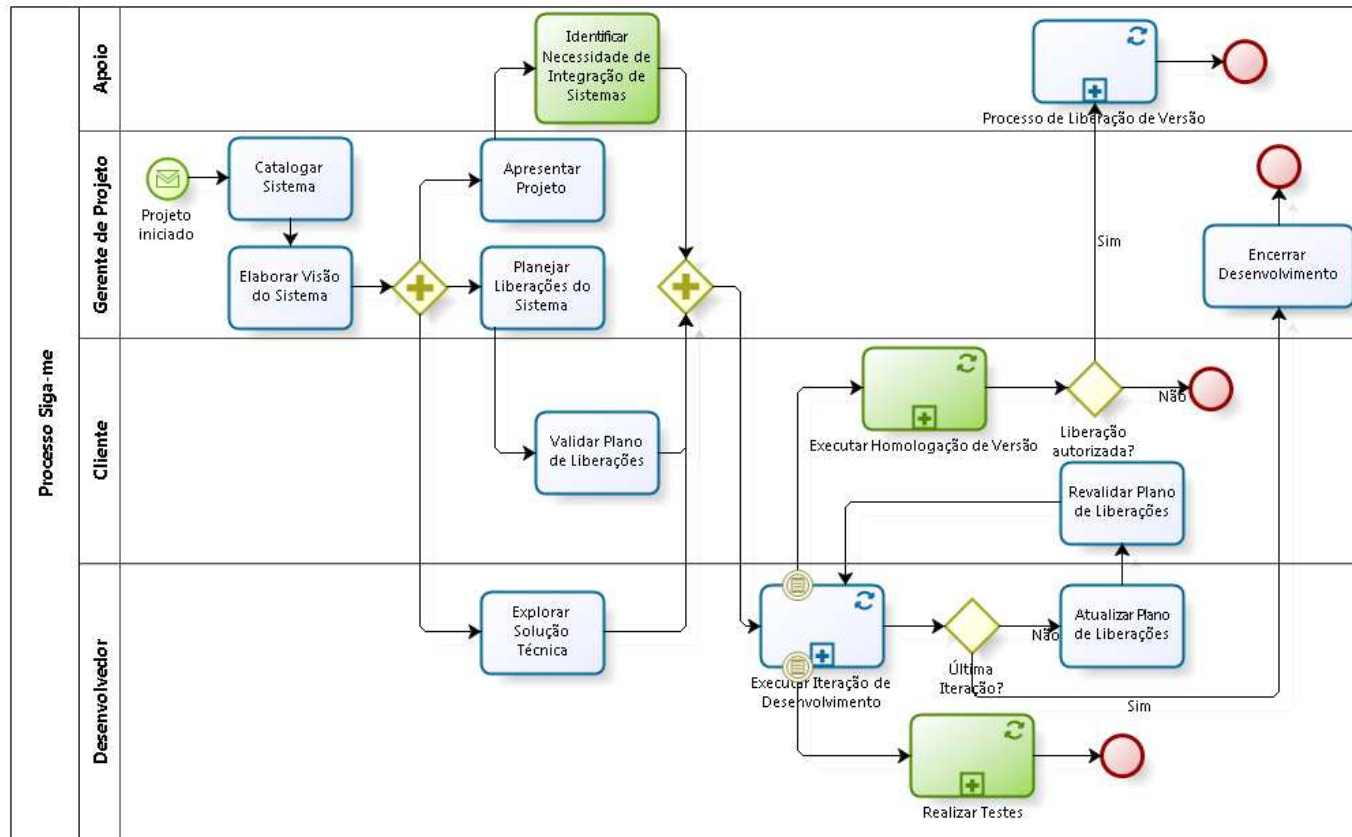 Processo Siga-me
Apoio
Identificar
Necessidade de
Integração de
Sistemas
Processo de Liberação de Versão
Gerente de Projeto
Projeto
iniciado
Catalogar
Sistema
Elaborar Visão
do Sistema
Apresentar
Projeto
Planejar
Liberações do
Sistema
Sim
Encerrar
Desenvolvimento
Cliente
Validar Plano
de Liberações
Executar Homologação de Versão
Liberação
autorizada?
Não
Revalidar Plano
de Liberações
Desenvolvedor
Explorar
Solução
Técnica
Executar Iteração de
Desenvolvimento
Última
Iteração?
Não
Atualizar Plano
de Liberações
Sim
Realizar Testes